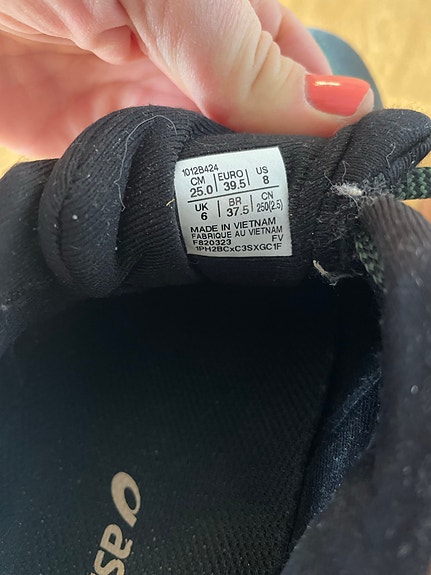 1012B424
CM EURO US
25.0 39.5 8
UK BR CN
6 37.5 250(2.5)
MADE IN VIETNAM
FABRIQUE AU VIETNAM
F820323 FV
1PH2BCxC3SXGC1F
as